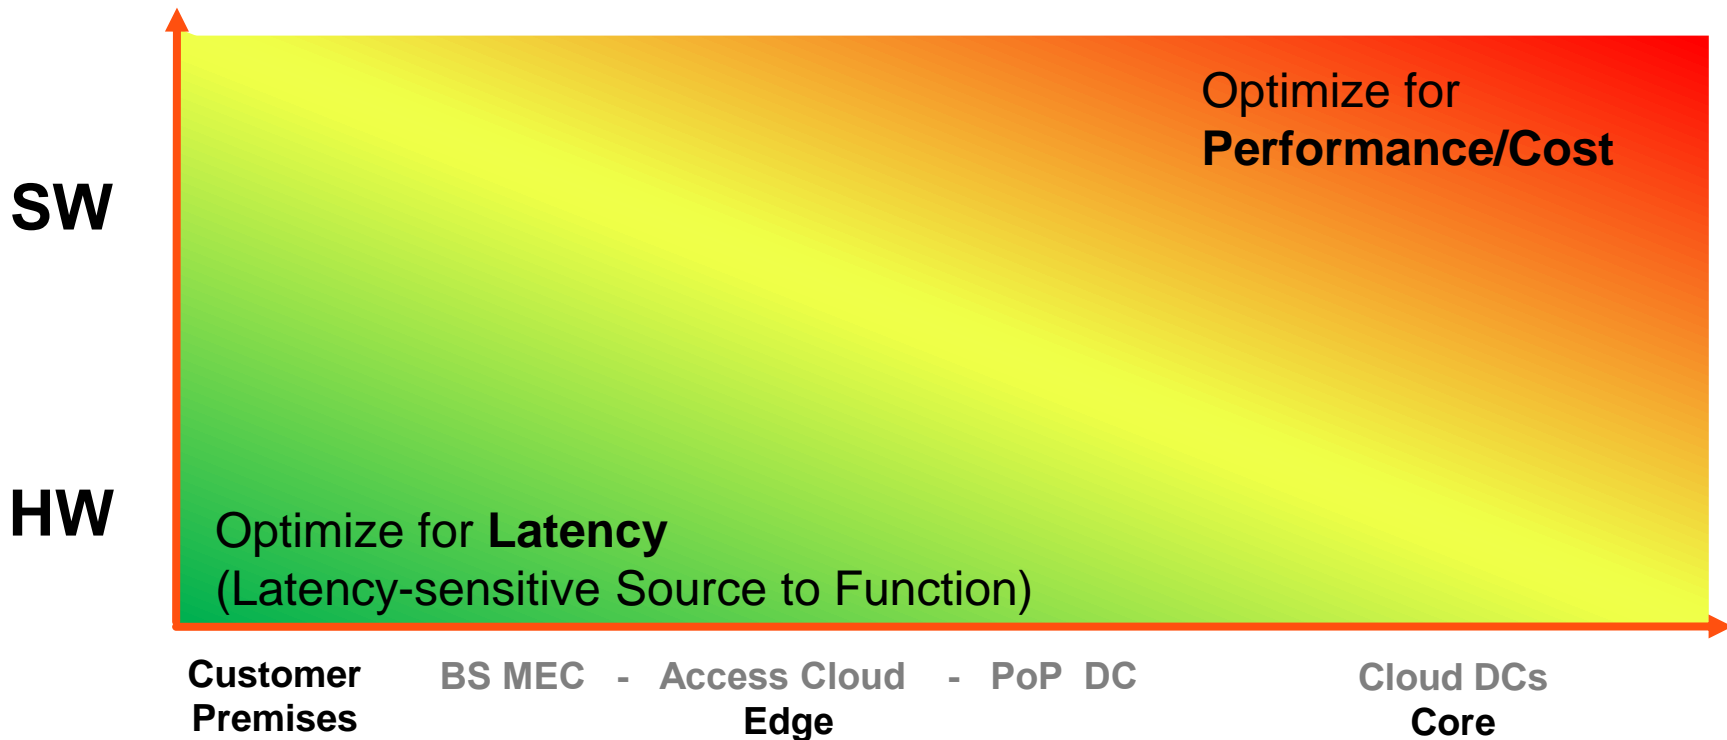 Optimize for
Performance/Cost
SW
HW
Optimize for Latency
(Latency-sensitive Source to Function)
Customer
Premises
BS MEC - Access Cloud - PoP DC
Edge
Cloud DCs
Core